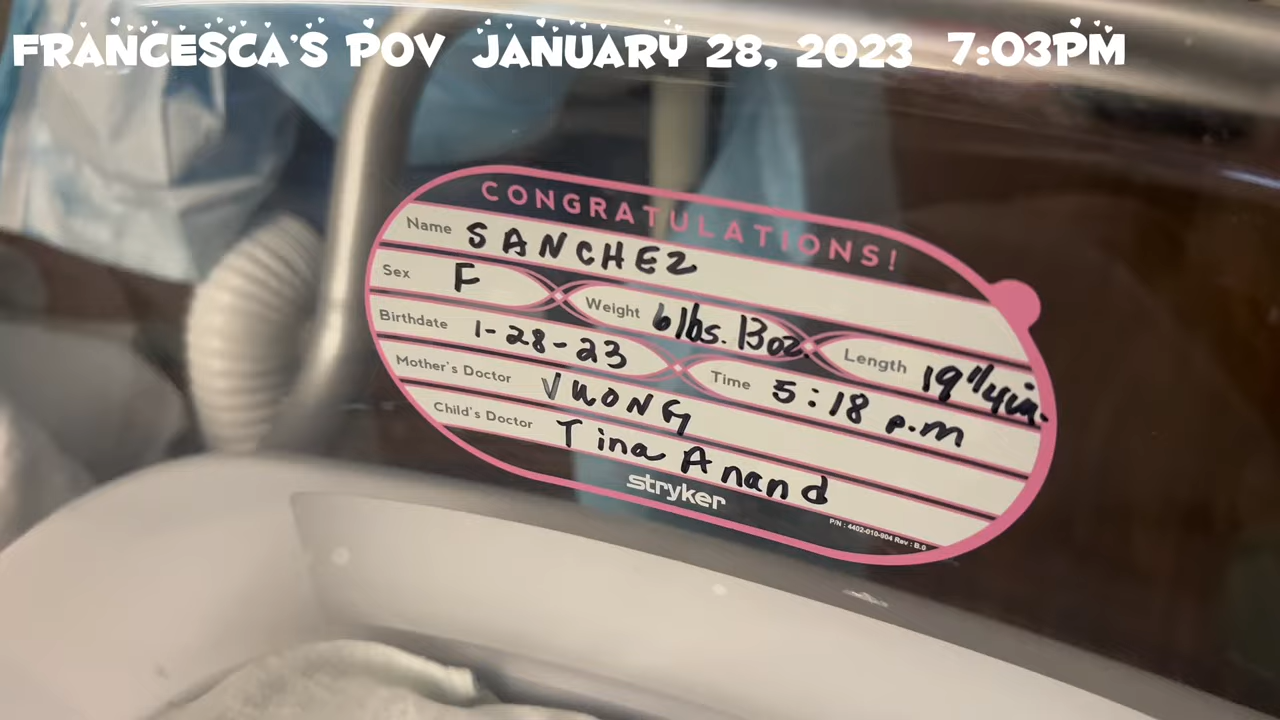 FRANCESCA'S POV JANUARY 28, 2023 7:03PM
CONGRATULATIONS!
Name SANCHEZ
Sex F Weight 6lbs. 13oz. Length 19 1/4in.
Birthdate 1-28-23 Time 5:18 p.m
Mother's Doctor VUONG
Child's Doctor Tina Anand
stryker
P/N : 4402-010-904 Rev : B.0